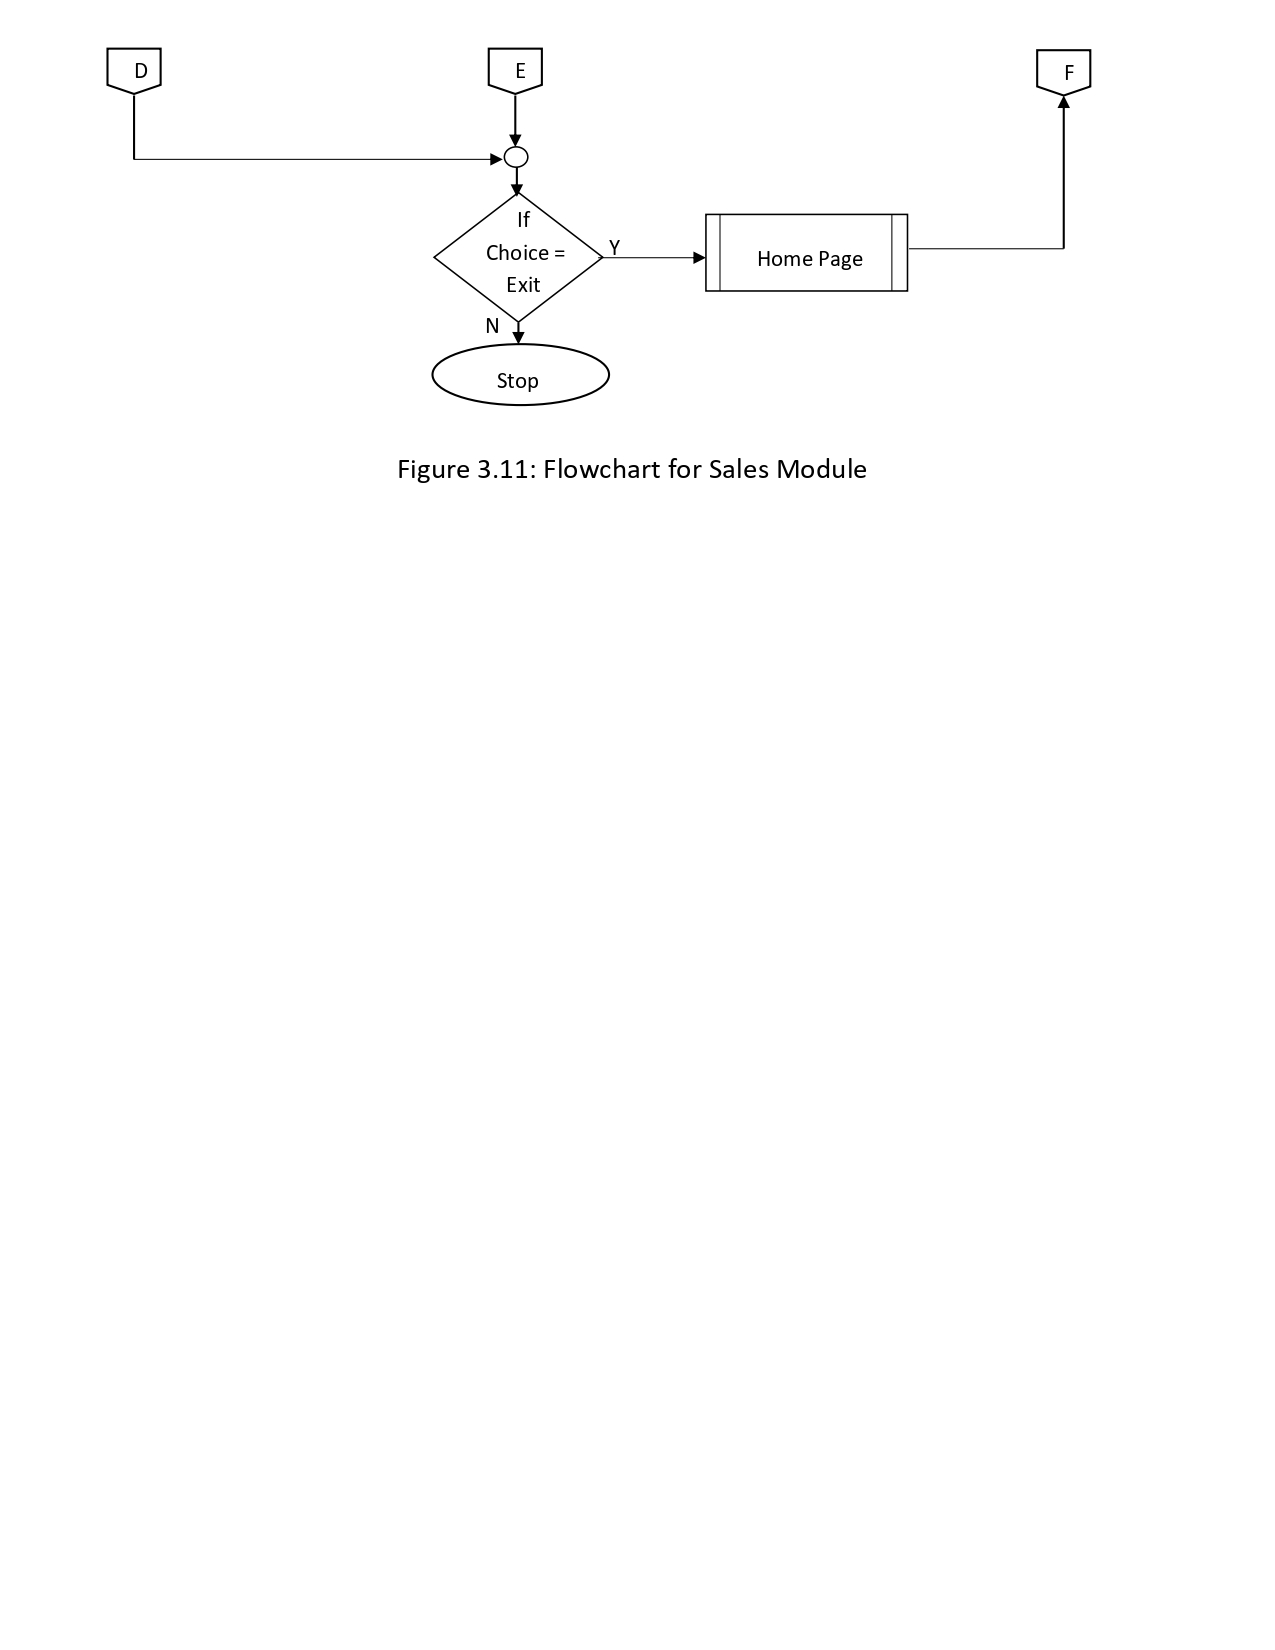 D
E
F
If
Choice =
Exit
Y
Home Page
N
Stop
Figure 3.11: Flowchart for Sales Module